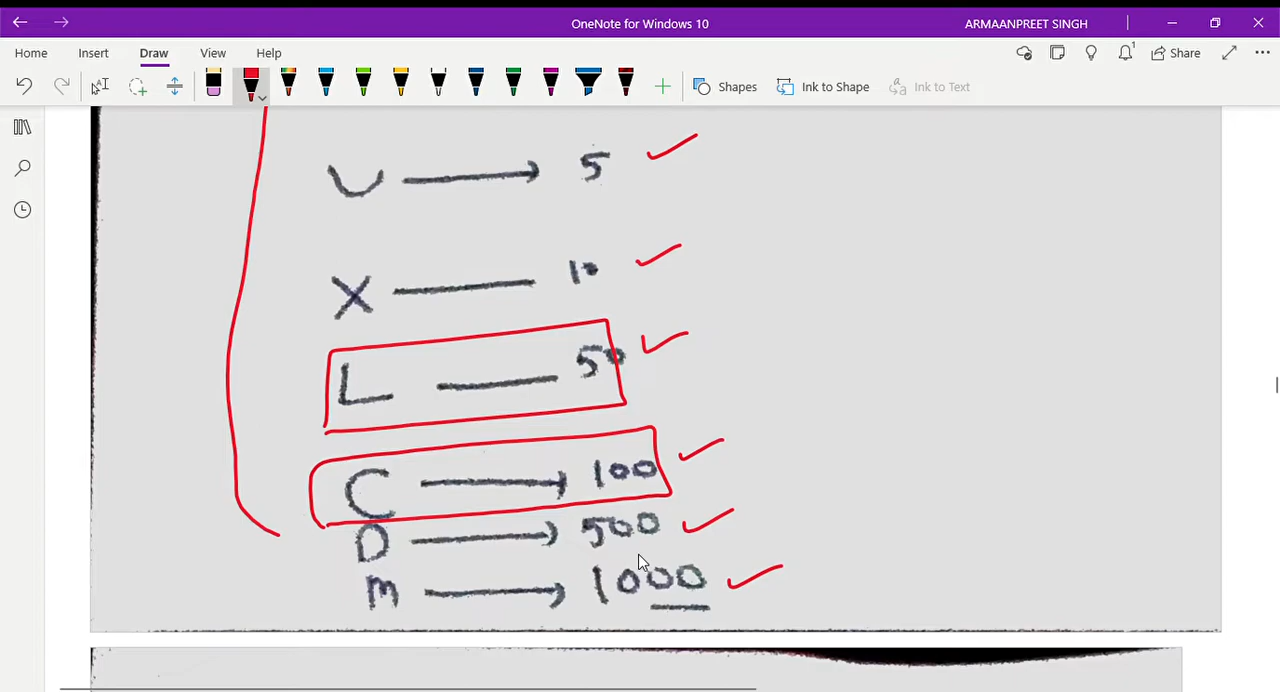 OneNote for Windows 10 ARMAANPREET SINGH
Home Insert Draw View Help Share
Shapes Ink to Shape Ink to Text
V → 5
X — 10
L — 50
C → 100
D → 500
M → 1000